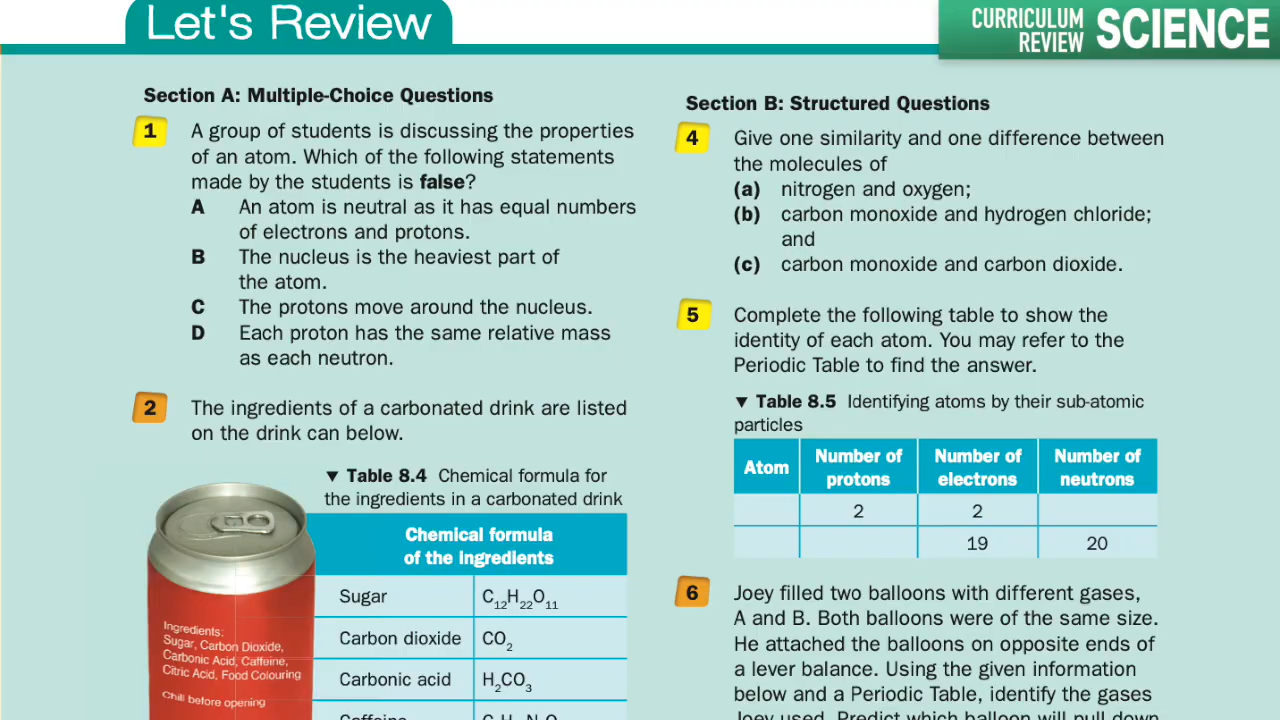 Let's Review
CURRICULUM
REVIEW
SCIENCE
Section A: Multiple-Choice Questions
1 A group of students is discussing the properties
of an atom. Which of the following statements
made by the students is false?
A An atom is neutral as it has equal numbers
of electrons and protons.
B The nucleus is the heaviest part of
the atom.
C The protons move around the nucleus.
D Each proton has the same relative mass
as each neutron.
2 The ingredients of a carbonated drink are listed
on the drink can below.
▼ Table 8.4 Chemical formula for
the ingredients in a carbonated drink
Chemical formula
of the ingredients
Sugar C12H22O11
Carbon dioxide CO2
Carbonic acid H2CO3
Caffeine
Ingredients:
Sugar, Carbon Dioxide,
Carbonic Acid, Caffeine,
Citric Acid, Food Colouring
Chill before opening
Section B: Structured Questions
4 Give one similarity and one difference between
the molecules of
(a) nitrogen and oxygen;
(b) carbon monoxide and hydrogen chloride;
and
(c) carbon monoxide and carbon dioxide.
5 Complete the following table to show the
identity of each atom. You may refer to the
Periodic Table to find the answer.
▼ Table 8.5 Identifying atoms by their sub-atomic
particles
Atom Number of protons Number of electrons Number of neutrons
2 2
19 20
6 Joey filled two balloons with different gases,
A and B. Both balloons were of the same size.
He attached the balloons on opposite ends of
a lever balance. Using the given information
below and a Periodic Table, identify the gases
Joey used. Predict which balloon will pull down